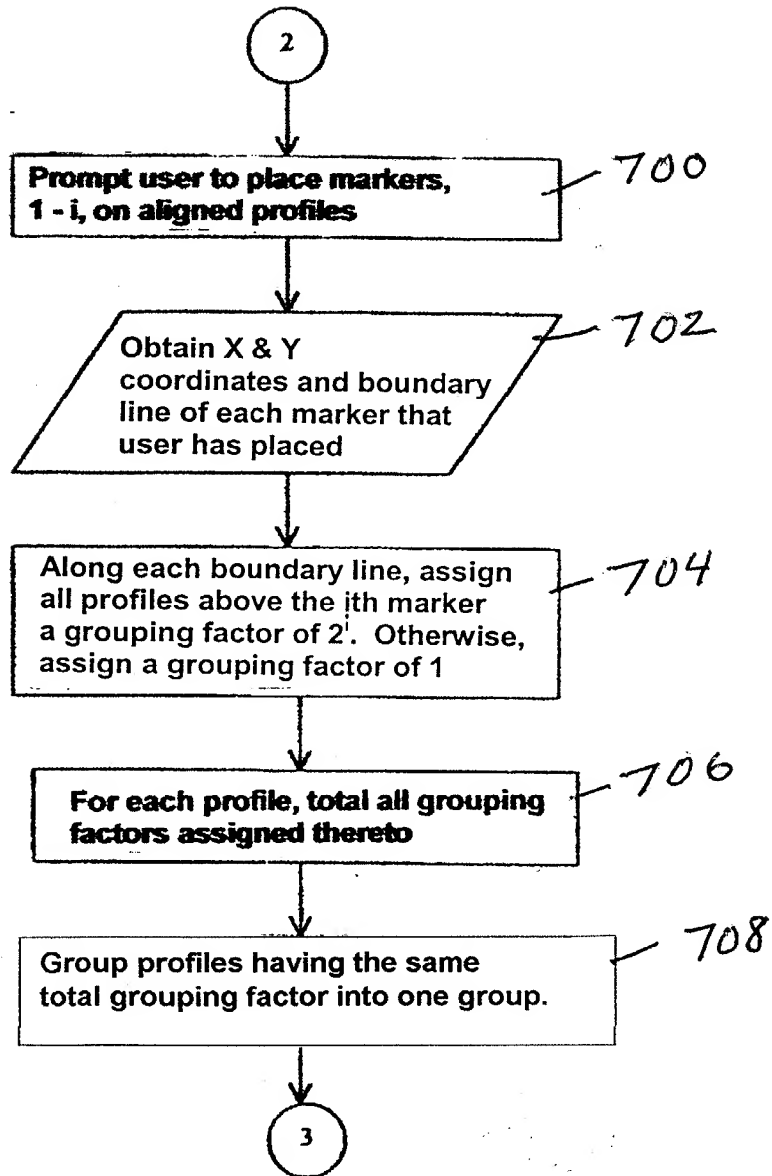 2
Prompt user to place markers,
1 - i, on aligned profiles
700
Obtain X & Y
coordinates and boundary
line of each marker that
user has placed
702
Along each boundary line, assign
all profiles above the ith marker
a grouping factor of 2ⁱ. Otherwise,
assign a grouping factor of 1
704
For each profile, total all grouping
factors assigned thereto
706
Group profiles having the same
total grouping factor into one group.
708
3